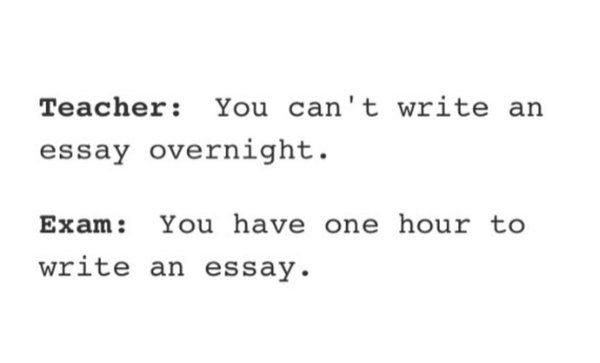 Teacher: You can't write an
essay overnight.
Exam: You have one hour to
write an essay.